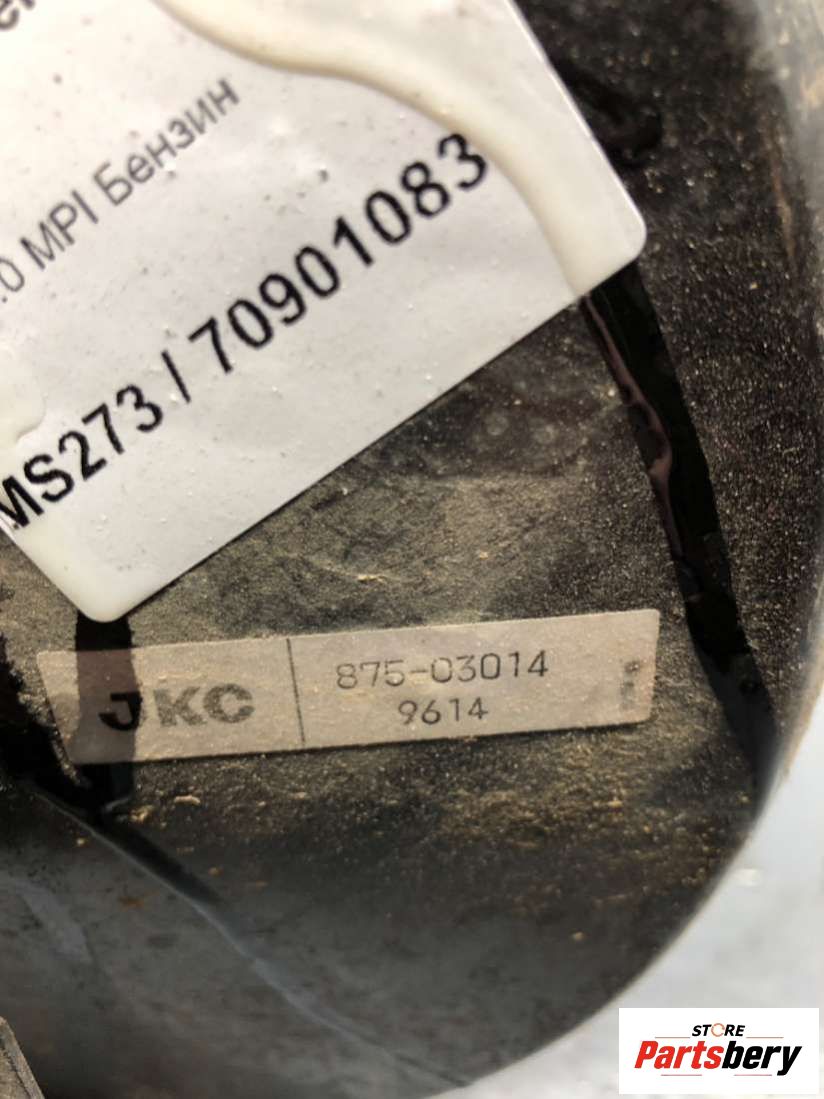 .0 MPI Бензин
MS273 / 70901083
JKC
875-03014
9614
STORE
Partsbery